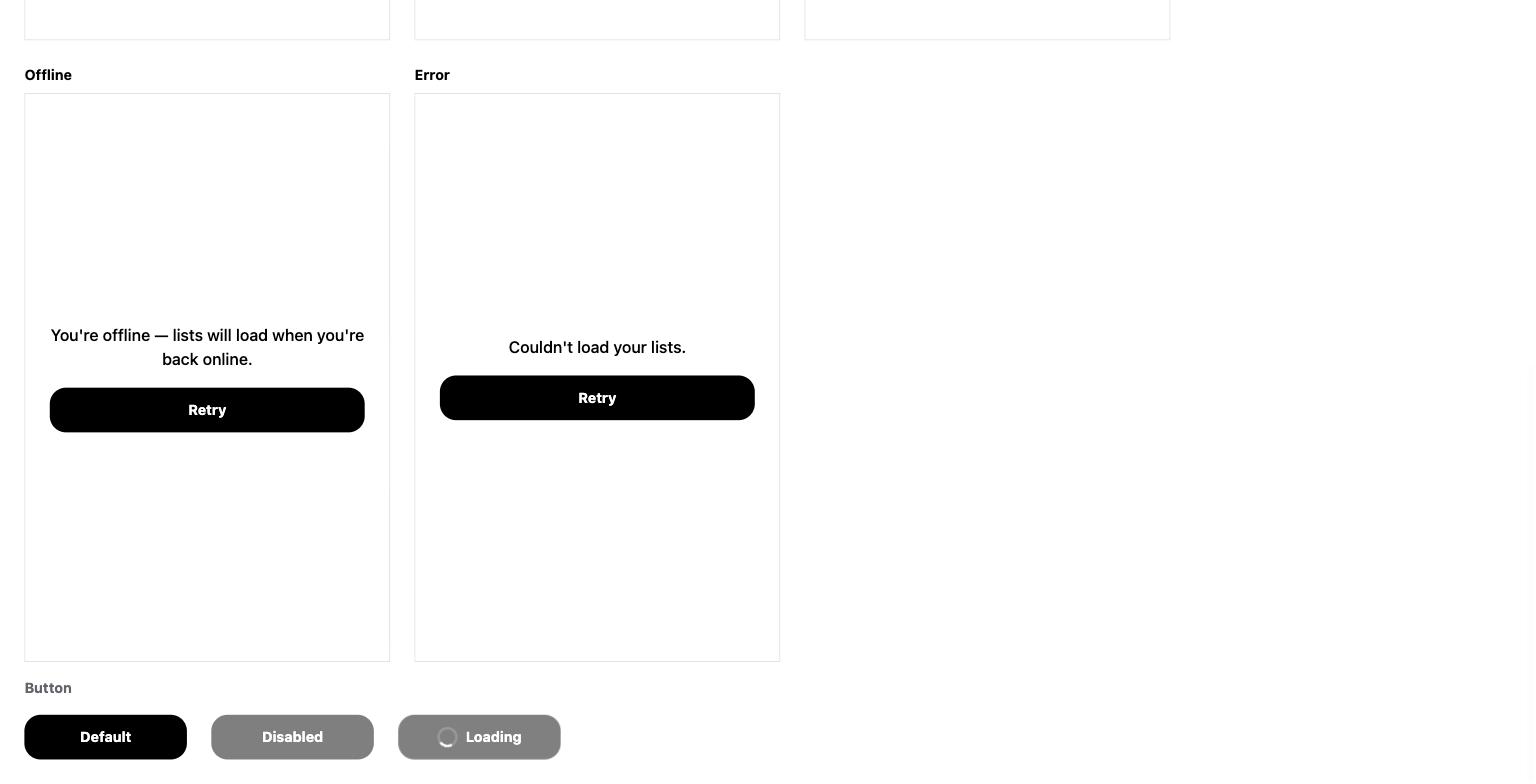 Offline
Error
You're offline — lists will load when you're
back online.
Retry
Couldn't load your lists.
Retry
Button
Default
Disabled
Loading